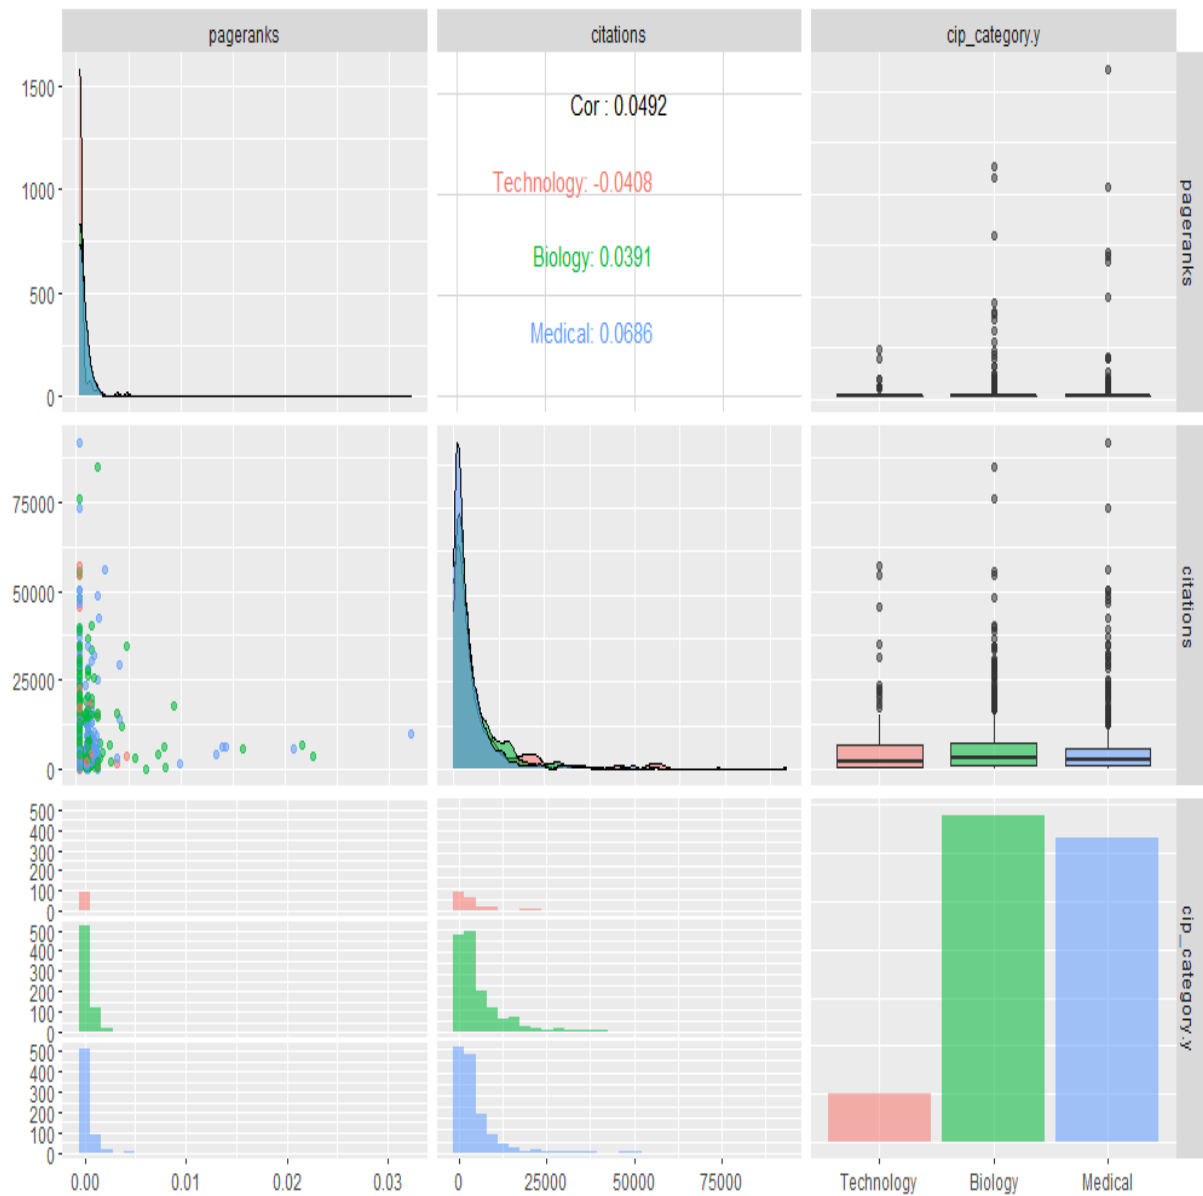 pageranks citations cip_category.y
1500
1000
500
0
Cor : 0.0492
Technology: -0.0408
Biology: 0.0391
Medical: 0.0686
pageranks
75000
50000
25000
0
citations
500
400
300
200
100
0
500
400
300
200
100
0
500
400
300
200
100
0
cip_category.y
0.00 0.01 0.02 0.03 0 25000 50000 75000 Technology Biology Medical